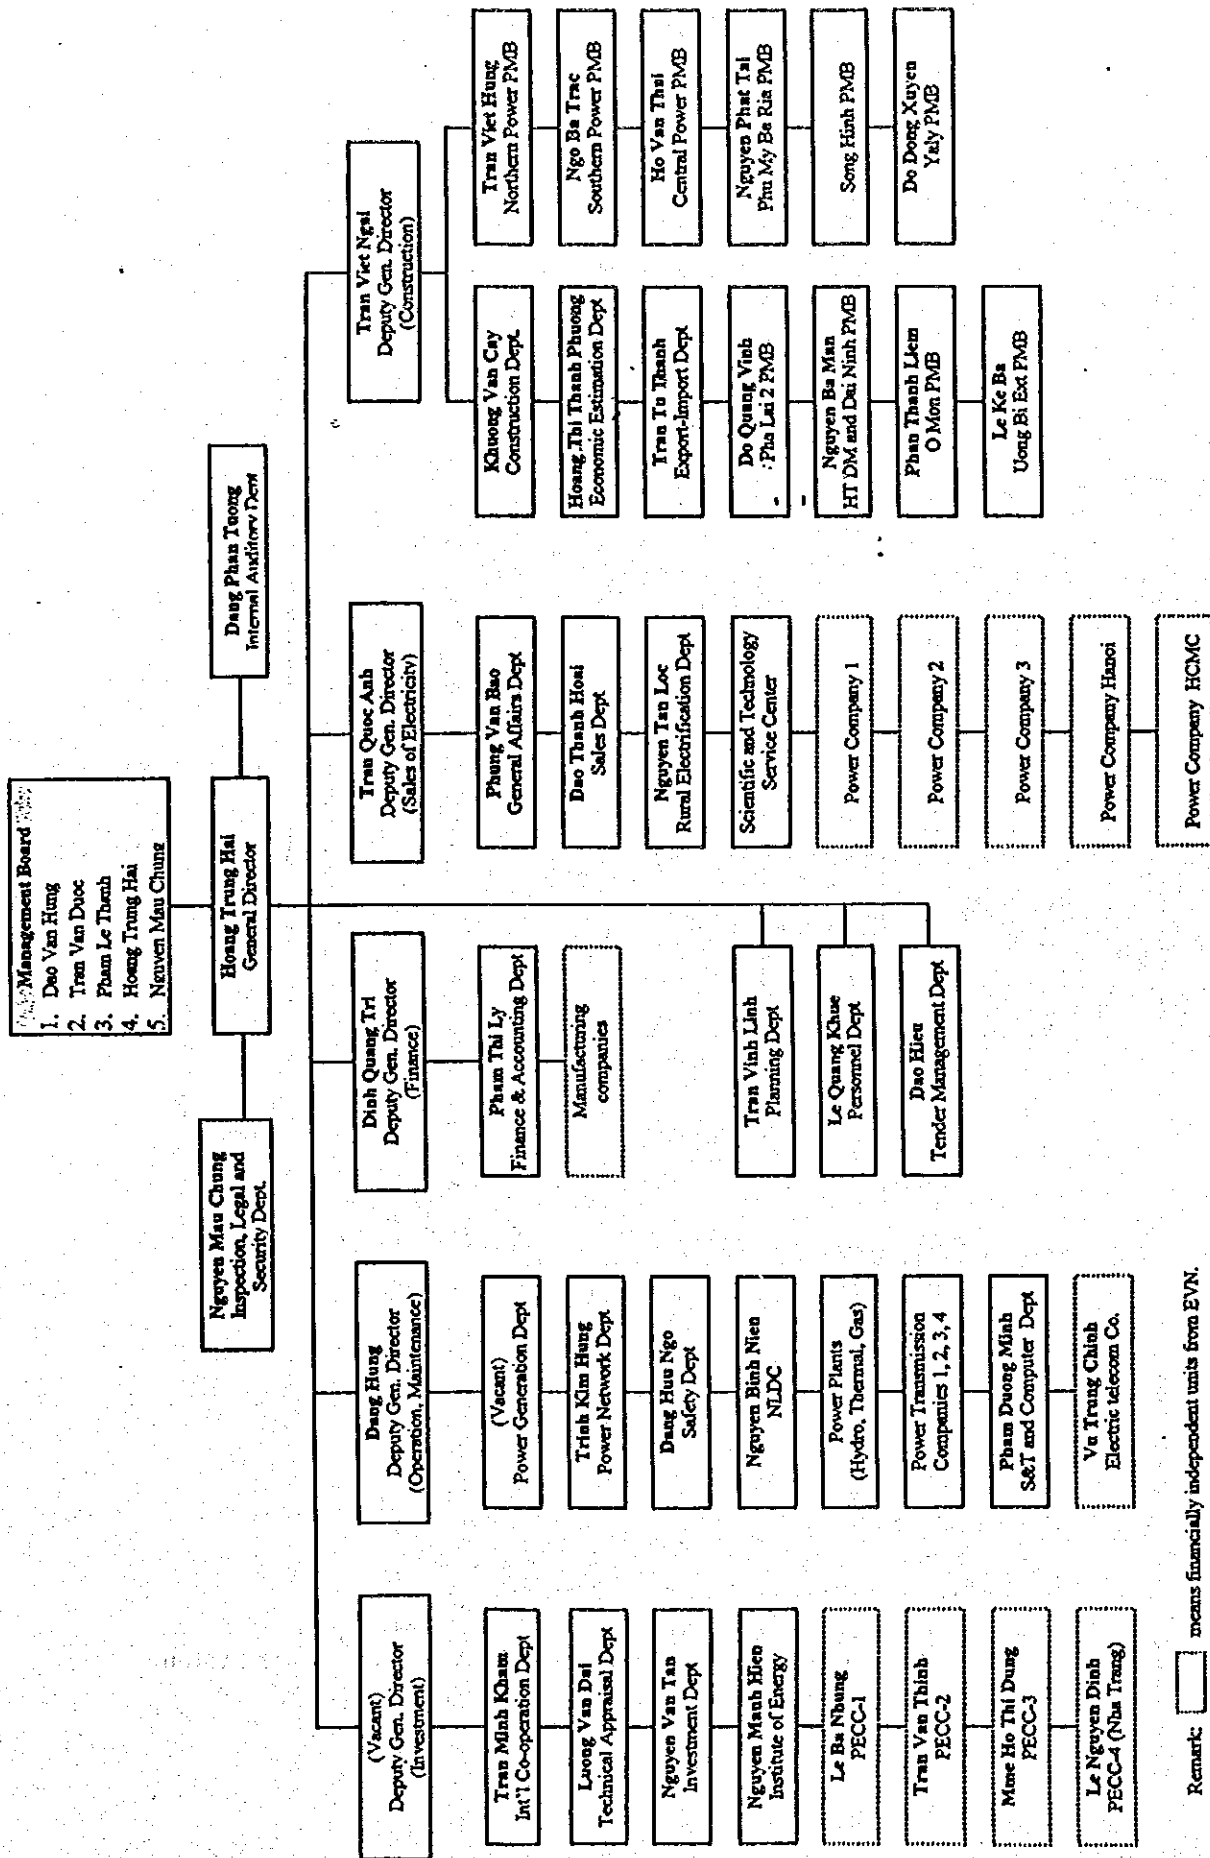 Management Board
1. Dao Van Hung
2. Tran Van Duoc
3. Pham Le Thanh
4. Hoang Trung Hai
5. Nguyen Mau Chung
Nguyen Mau Chung
Inspection, Legal and
Security Dept.
Hoang Trung Hai
General Director
Dang Phan Tuong
Internal Auditory Dept
(Vacant)
Deputy Gen. Director
(Investment)
Tran Minh Kham
Int'l Co-operation Dept
Luong Van Dai
Technical Appraisal Dept
Nguyen Van Tan
Investment Dept
Nguyen Manh Hien
Institute of Energy
Le Ba Nhung
PECC-1
Tran Van Thinh
PECC-2
Mme Ho Thi Dung
PECC-3
Le Nguyen Dinh
PECC-4 (Nha Trang)
Dang Hung
Deputy Gen. Director
(Operation, Maintenance)
(Vacant)
Power Generation Dept
Trinh Kim Hung
Power Network Dept
Dang Huu Ngo
Safety Dept
Nguyen Binh Nien
NLDC
Power Plants
(Hydro, Thermal, Gas)
Power Transmission
Companies 1, 2, 3, 4
Pham Duong Minh
S&T and Computer Dept
Vu Trung Chinh
Electric telecom Co.
Dinh Quang Tri
Deputy Gen. Director
(Finance)
Pham Thi Ly
Finance & Accounting Dept
Manufacturing
companies
Tran Vinh Linh
Planning Dept
Le Quang Khue
Personnel Dept
Dao Hieu
Tender Management Dept
Tran Quoc Anh
Deputy Gen. Director
(Sales of Electricity)
Phung Van Bao
General Affairs Dept
Dao Thanh Hoai
Sales Dept
Nguyen Tan Loc
Rural Electrification Dept
Scientific and Technology
Service Center
Power Company 1
Power Company 2
Power Company 3
Power Company Hanoi
Power Company HCMC
Tran Viet Ngai
Deputy Gen. Director
(Construction)
Khuong Van Cay
Construction Dept.
Hoang Thi Thanh Phuong
Economic Estimation Dept
Tran Tu Thanh
Export-Import Dept
Do Quang Vinh
Pha Lai 2 PMB
Nguyen Ba Man
HT DM and Dai Ninh PMB
Phan Thanh Liem
O Mon PMB
Le Ke Ba
Uong Bi Ext PMB
Tran Viet Hung
Northern Power PMB
Ngo Ba Trac
Southern Power PMB
Ho Van Thai
Central Power PMB
Nguyen Phat Tai
Phu My Ba Ria PMB
Song Hinh PMB
Do Dong Xuyen
Yaly PMB
Remark: means financially independent units from EVN.